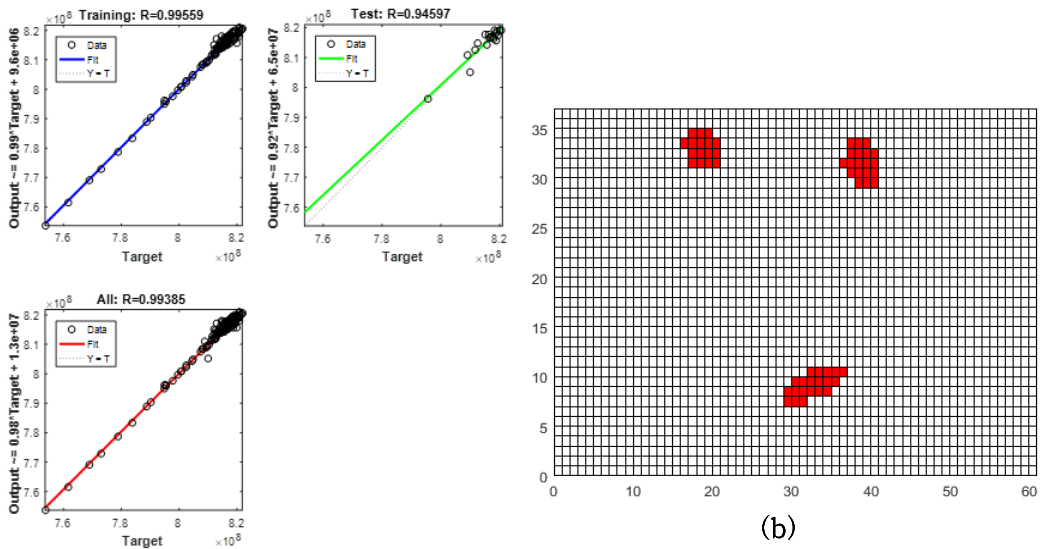 Training: R=0.99559
×10⁸
Output ~= 0.99*Target + 9.6e+06
8.2
8.1
8
7.9
7.8
7.7
7.6
Data
Fit
Y = T
7.6 7.8 8 8.2
Target ×10⁸
Test: R=0.94597
×10⁸
Output ~= 0.92*Target + 6.5e+07
8.2
8.1
8
7.9
7.8
7.7
7.6
Data
Fit
Y = T
7.6 7.8 8 8.2
Target ×10⁸
All: R=0.99385
×10⁸
Output ~= 0.98*Target + 1.3e+07
8.2
8.1
8
7.9
7.8
7.7
7.6
Data
Fit
Y = T
7.6 7.8 8 8.2
Target ×10⁸
35
30
25
20
15
10
5
0
0 10 20 30 40 50 60
(b)